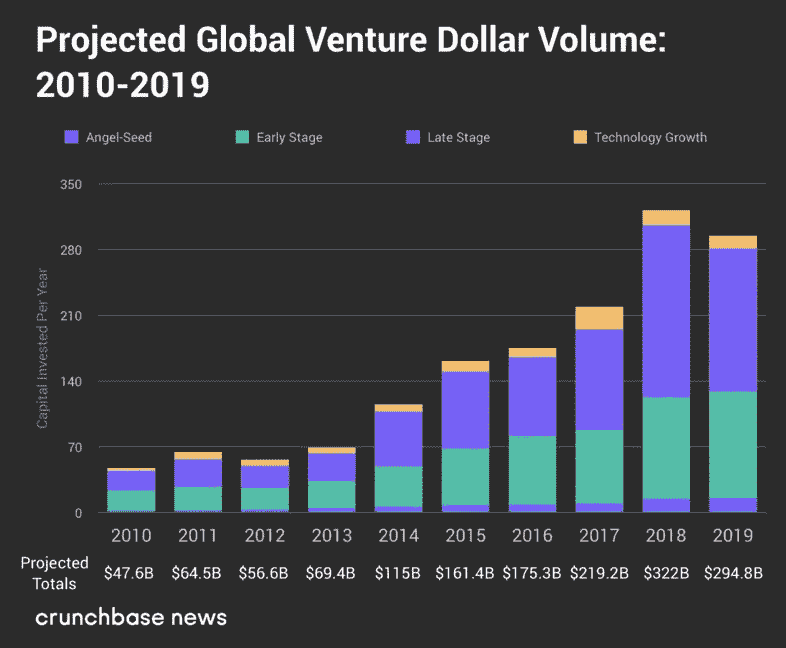 Projected Global Venture Dollar Volume:
2010-2019
Angel-Seed Early Stage Late Stage Technology Growth
Capital Invested Per Year
350
280
210
140
70
0
2010 2011 2012 2013 2014 2015 2016 2017 2018 2019
Projected
Totals
$47.6B $64.5B $56.6B $69.4B $115B $161.4B $175.3B $219.2B $322B $294.8B
crunchbase news